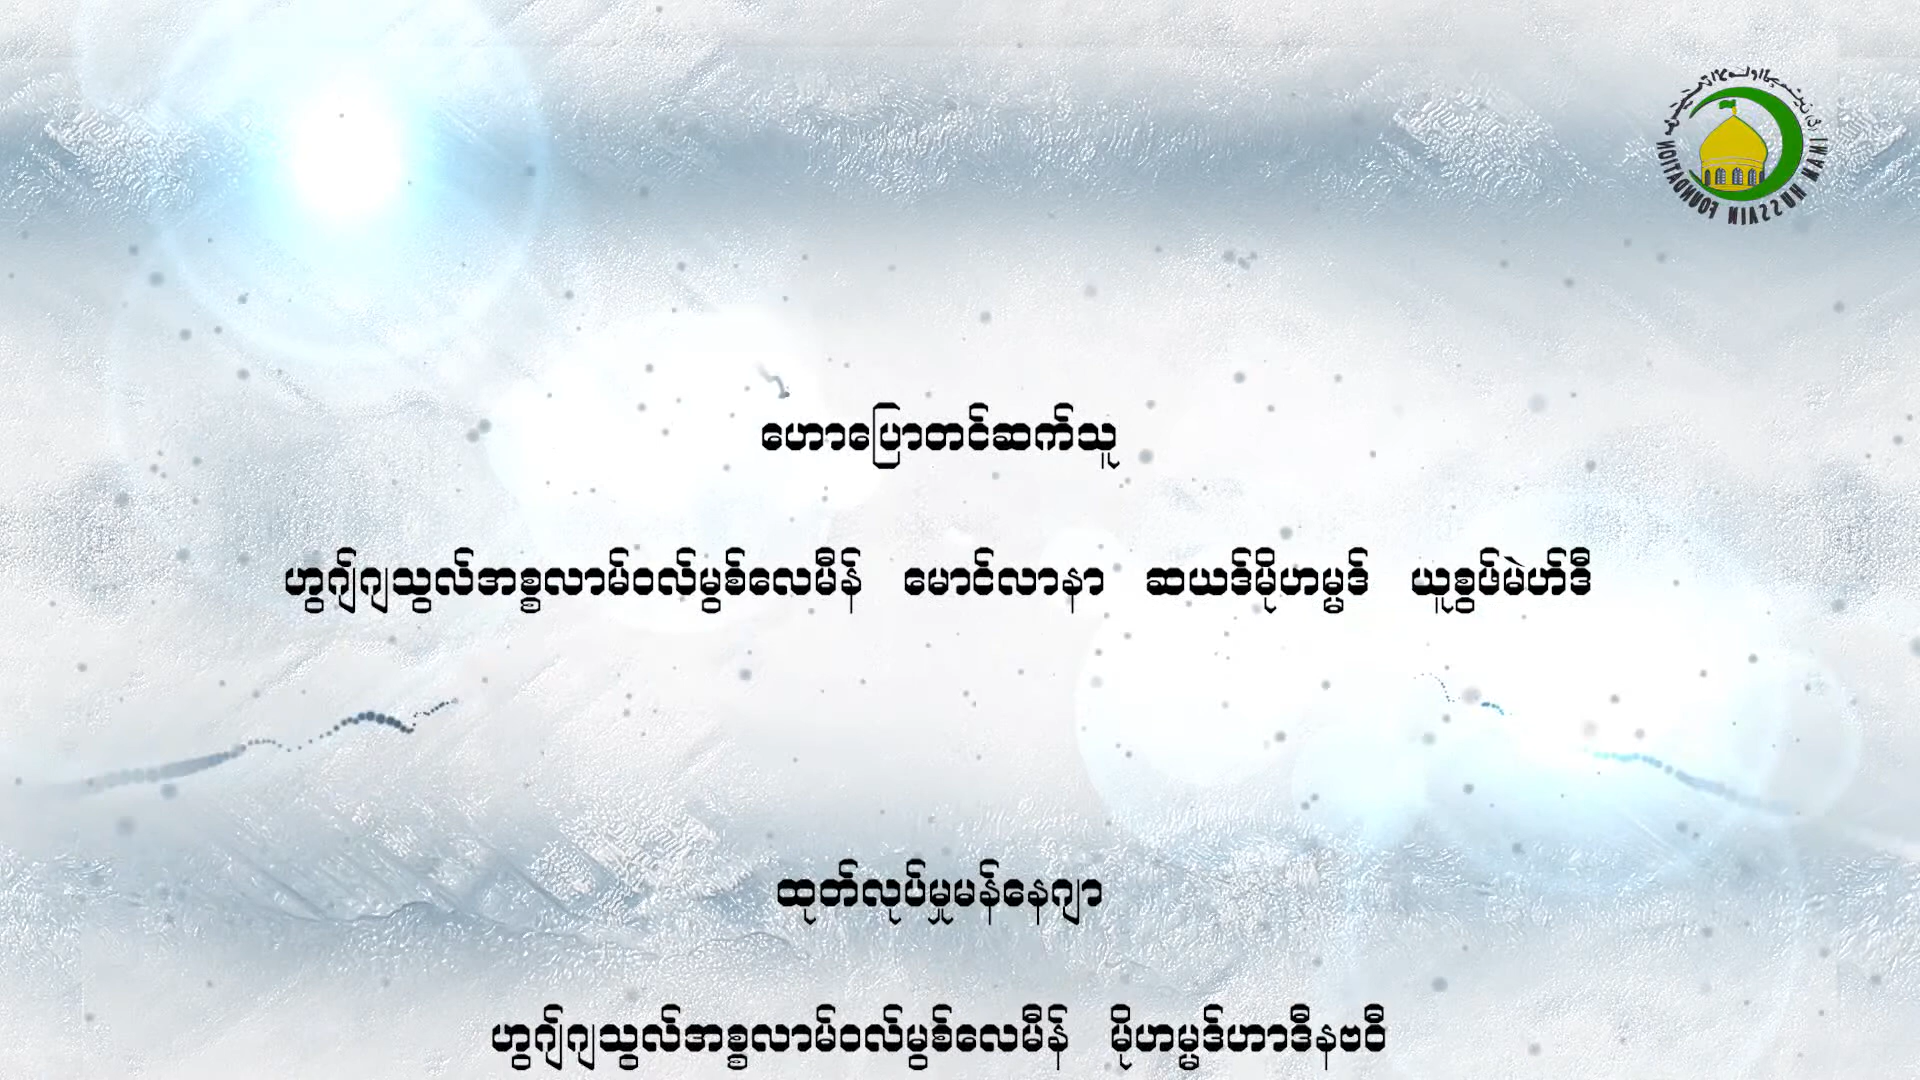 IMAM HUSSAIN FOUNDATION
ဟောပြောတင်ဆက်သူ
ဟွဂျ်ဂျသွလ်အစ္စလာမ်ဝလ်မွစ်လေမီန် မောင်လာနာ ဆယဒ်မိုဟမ္မဒ် ယူစွဖ်မဲဟ်ဒီ
ထုတ်လုပ်မှုမန်နေဂျာ
ဟွဂျ်ဂျသွလ်အစ္စလာမ်ဝလ်မွစ်လေမီန် မိုဟမ္မဒ်ဟာဒီနဗဝီ